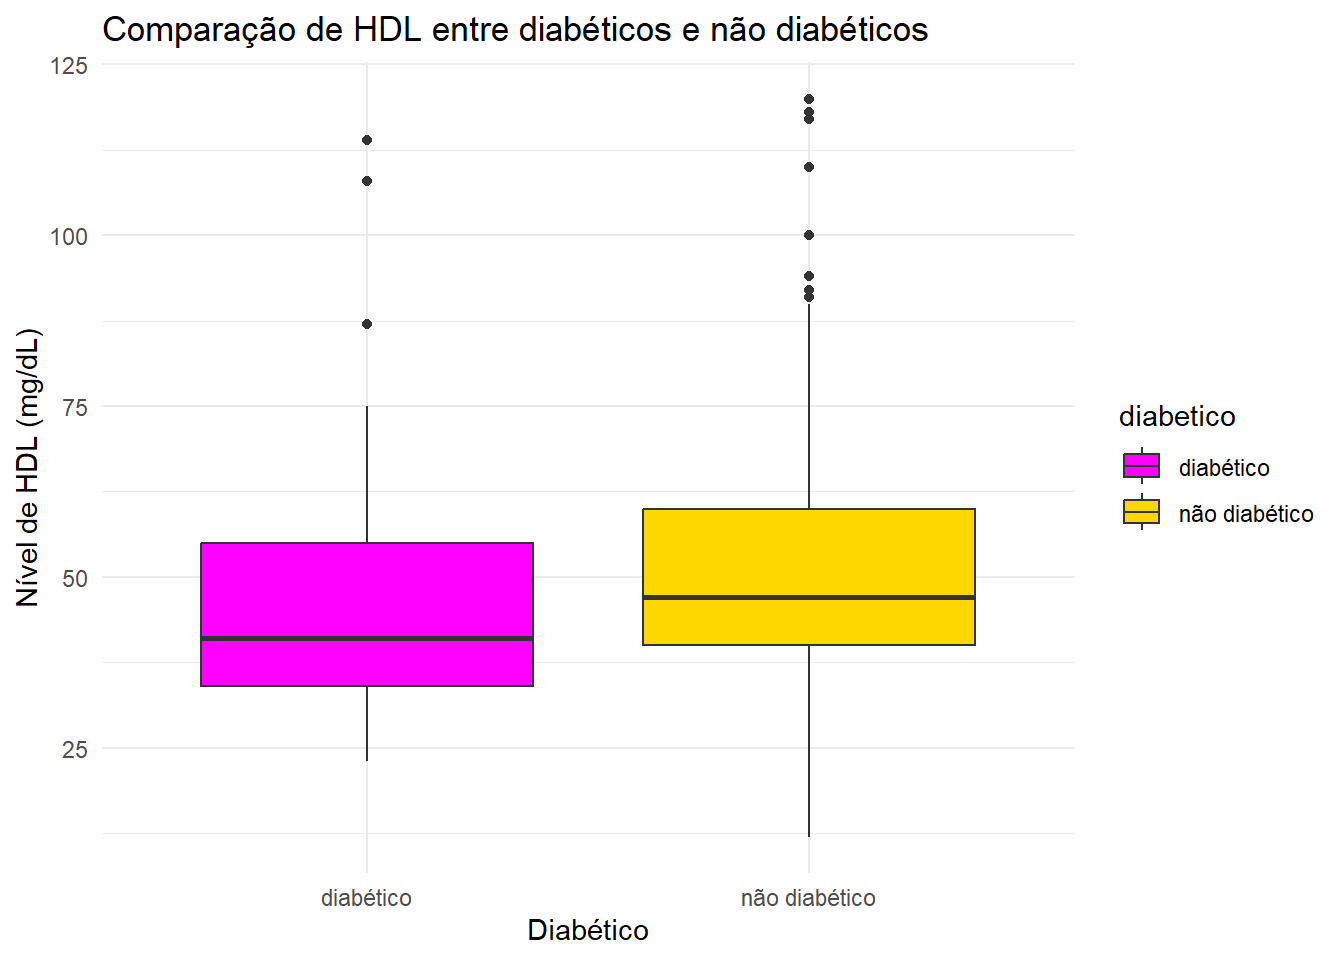 Comparação de HDL entre diabéticos e não diabéticos
125
100
75
50
25
Nível de HDL (mg/dL)
diabético
não diabético
Diabético
diabetico
diabético
não diabético